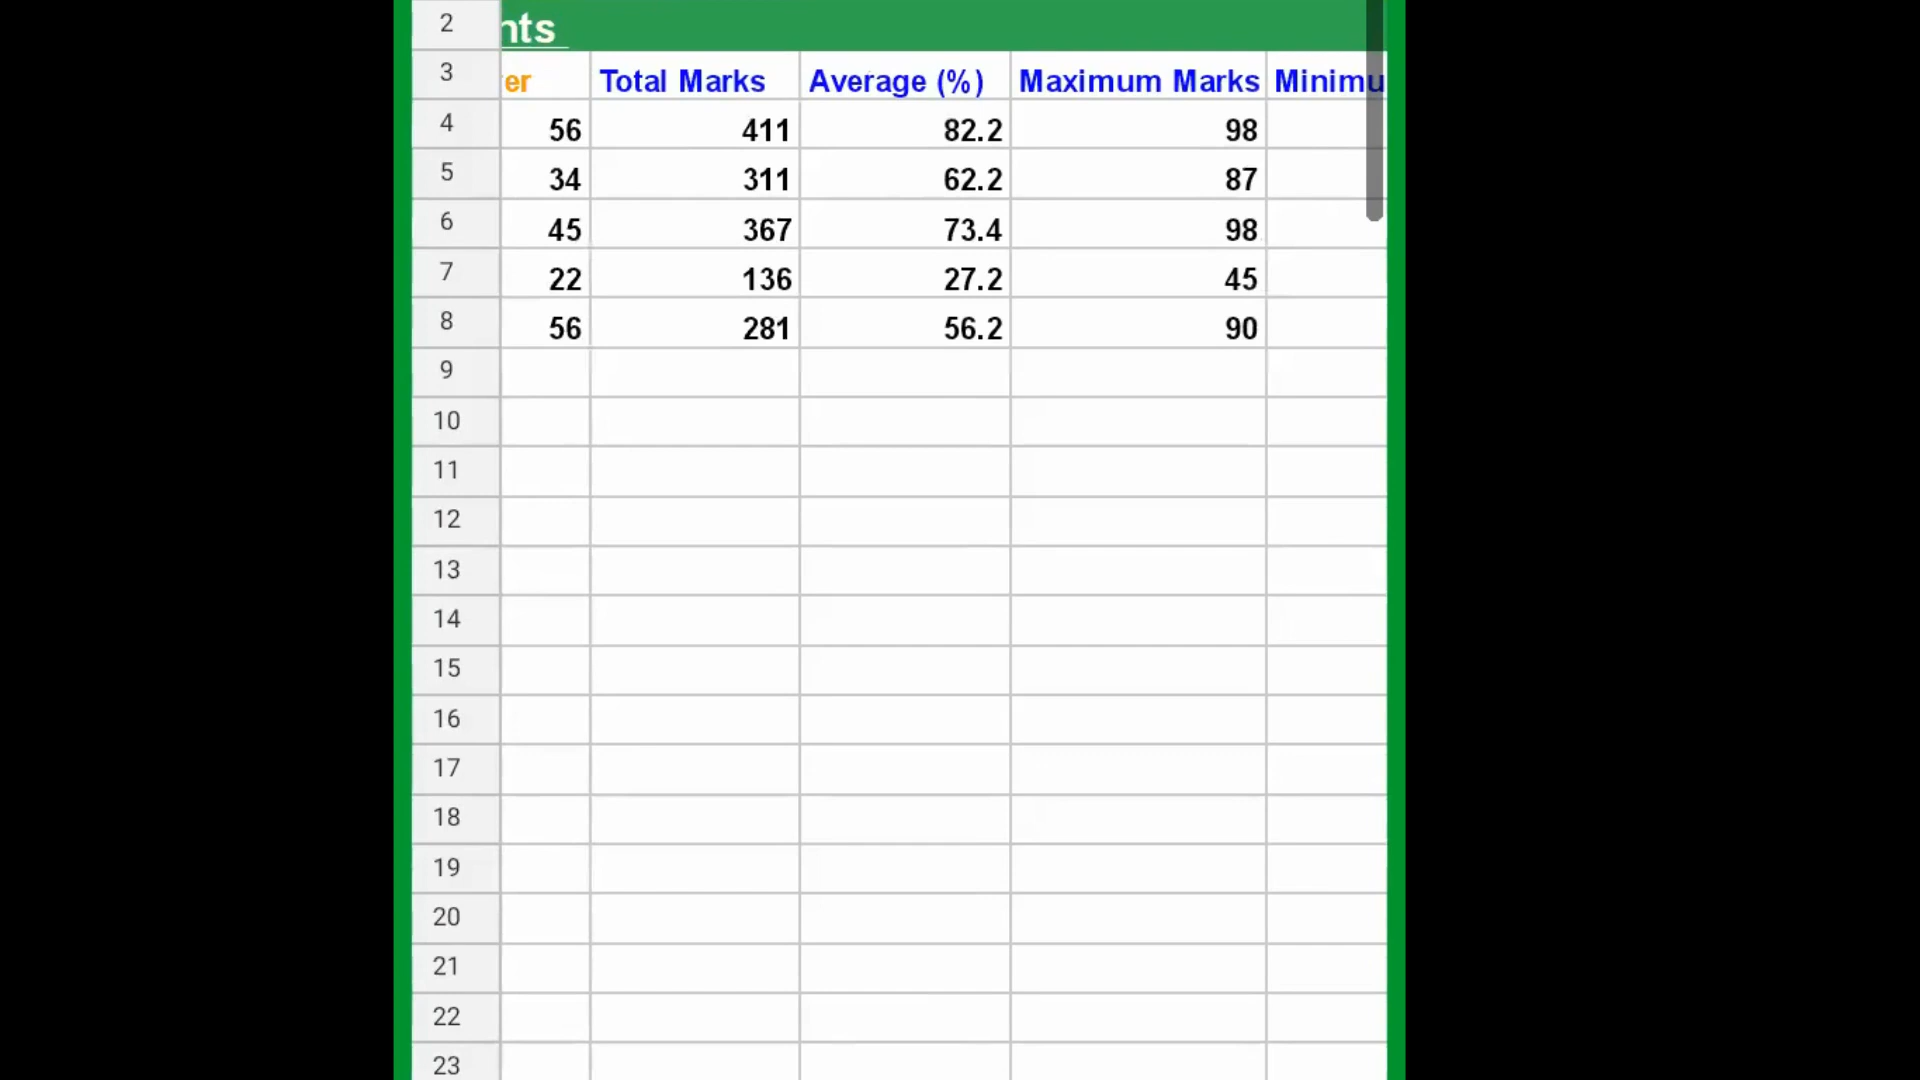 2 nts
3 er Total Marks Average (%) Maximum Marks Minimu
4 56 411 82.2 98
5 34 311 62.2 87
6 45 367 73.4 98
7 22 136 27.2 45
8 56 281 56.2 90
9
10
11
12
13
14
15
16
17
18
19
20
21
22
23